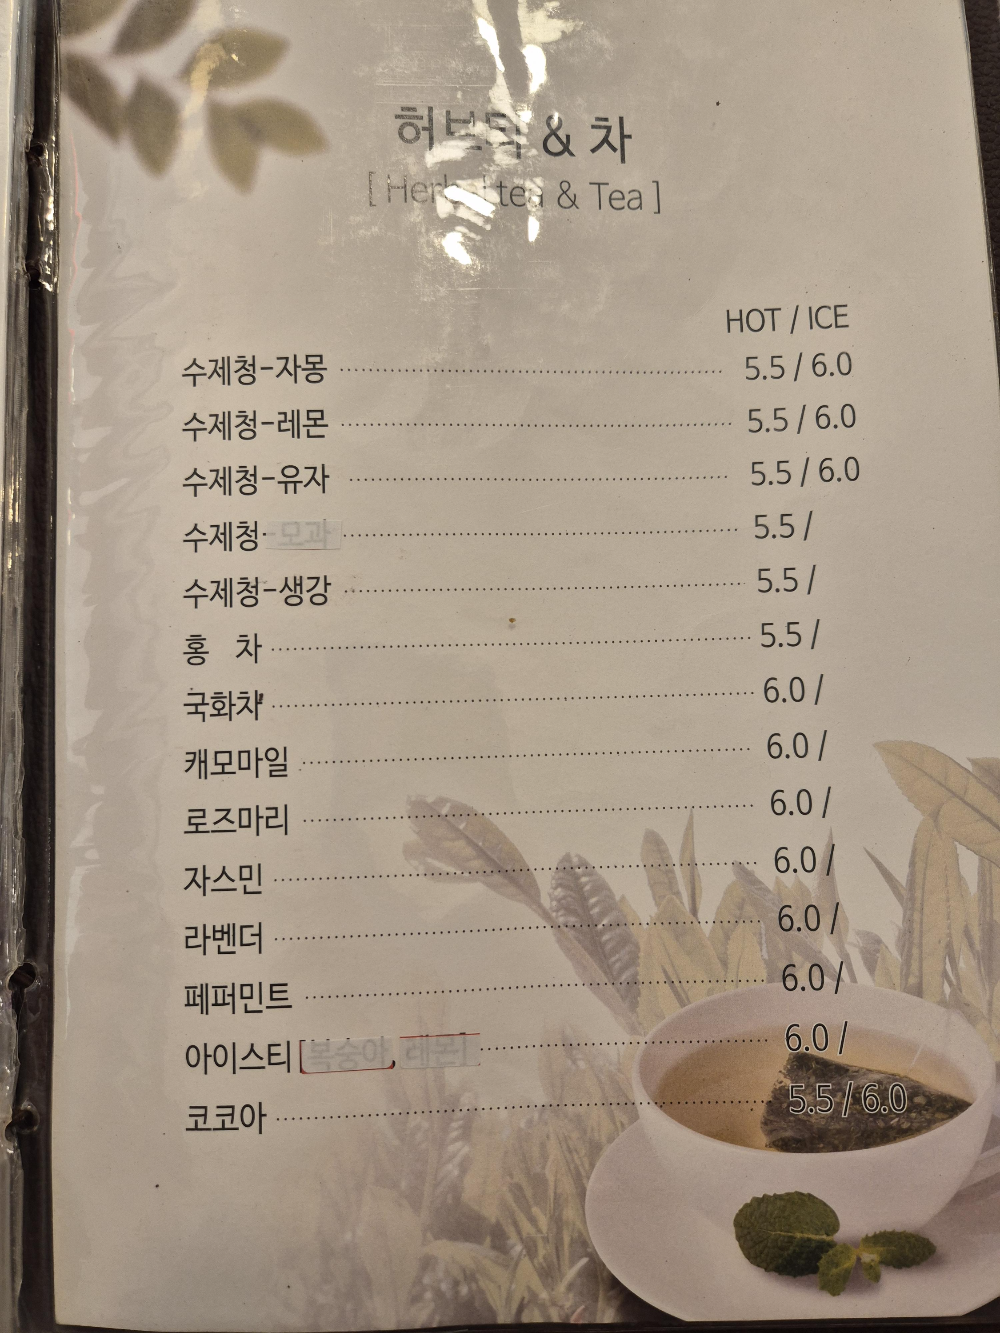 허브티 & 차
[ Herbal tea & Tea ]
HOT / ICE
수제청-자몽 5.5 / 6.0
수제청-레몬 5.5 / 6.0
수제청-유자 5.5 / 6.0
수제청-모과 5.5 /
수제청-생강 5.5 /
홍 차 5.5 /
국화차 6.0 /
캐모마일 6.0 /
로즈마리 6.0 /
자스민 6.0 /
라벤더 6.0 /
페퍼민트 6.0 /
아이스티[복숭아, 레몬] 6.0 /
코코아 5.5 / 6.0